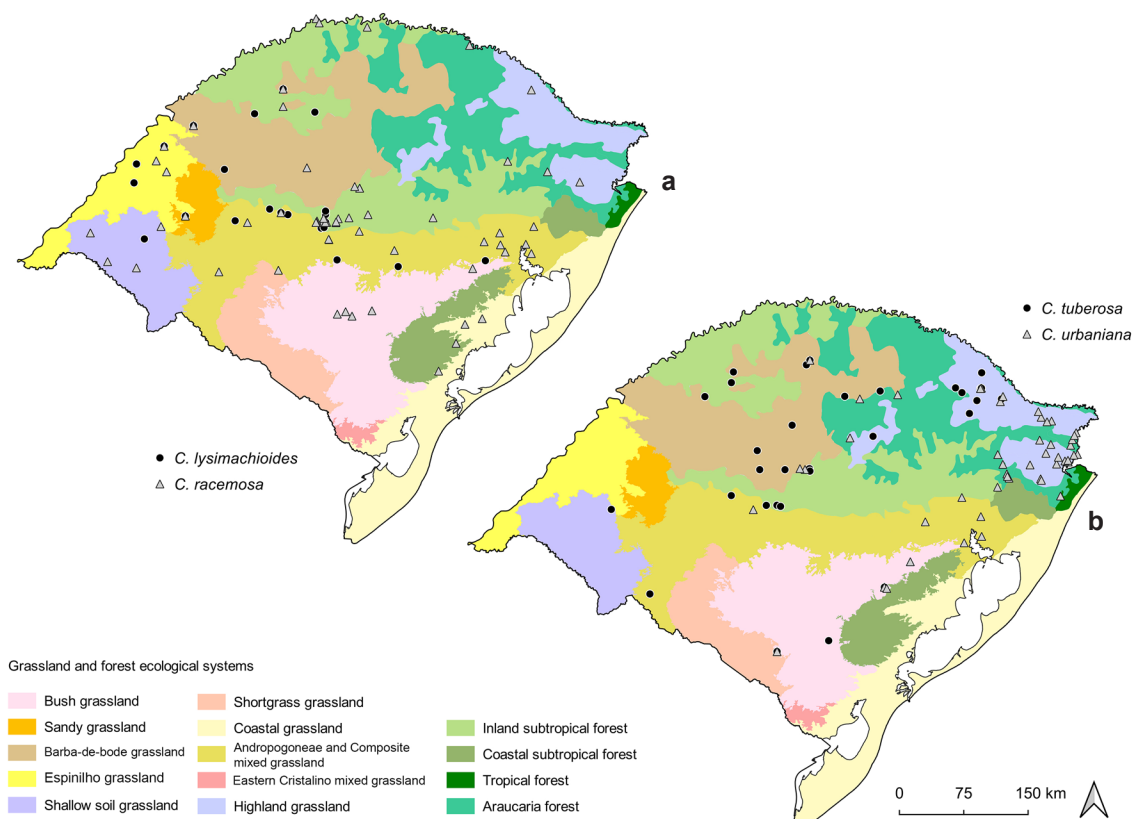 a
C. tuberosa
C. urbaniana
C. lysimachioides
C. racemosa
b
Grassland and forest ecological systems
Bush grassland
Sandy grassland
Barba-de-bode grassland
Espinilho grassland
Shallow soil grassland
Shortgrass grassland
Coastal grassland
Andropogoneae and Composite
mixed grassland
Eastern Cristalino mixed grassland
Highland grassland
Inland subtropical forest
Coastal subtropical forest
Tropical forest
Araucaria forest
0 75 150 km